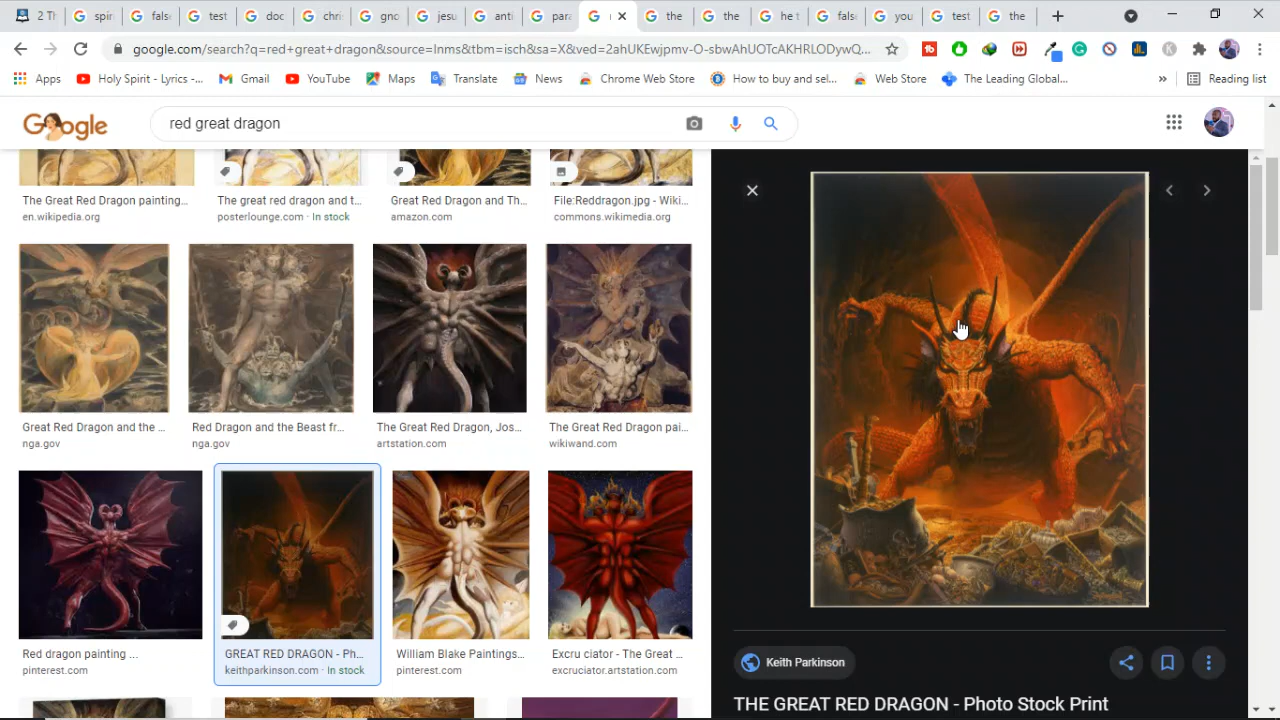 2 Th
spiri
false
test
doc
chris
gno
jesu
anti
para
the
the
he t
false
you
test
the
google.com/search?q=red+great+dragon&source=lnms&tbm=isch&sa=X&ved=2ahUKEwjpmv-O-sbwAhUOTcAKHRLODywQ...
Apps
Holy Spirit - Lyrics -...
Gmail
YouTube
Maps
Translate
News
Chrome Web Store
How to buy and sel...
Web Store
The Leading Global...
»
Reading list
Google
red great dragon
The Great Red Dragon painting...
en.wikipedia.org
The great red dragon and t...
posterlounge.com · In stock
Great Red Dragon and Th...
amazon.com
File:Reddragon.jpg - Wiki...
commons.wikimedia.org
Great Red Dragon and the ...
nga.gov
Red Dragon and the Beast fr...
nga.gov
The Great Red Dragon, Jos...
artstation.com
The Great Red Dragon pai...
wikiwand.com
Red dragon painting ...
pinterest.com
GREAT RED DRAGON - Ph...
keithparkinson.com · In stock
William Blake Paintings...
pinterest.com
Excru ciator - The Great ...
excruciator.artstation.com
Keith Parkinson
THE GREAT RED DRAGON - Photo Stock Print